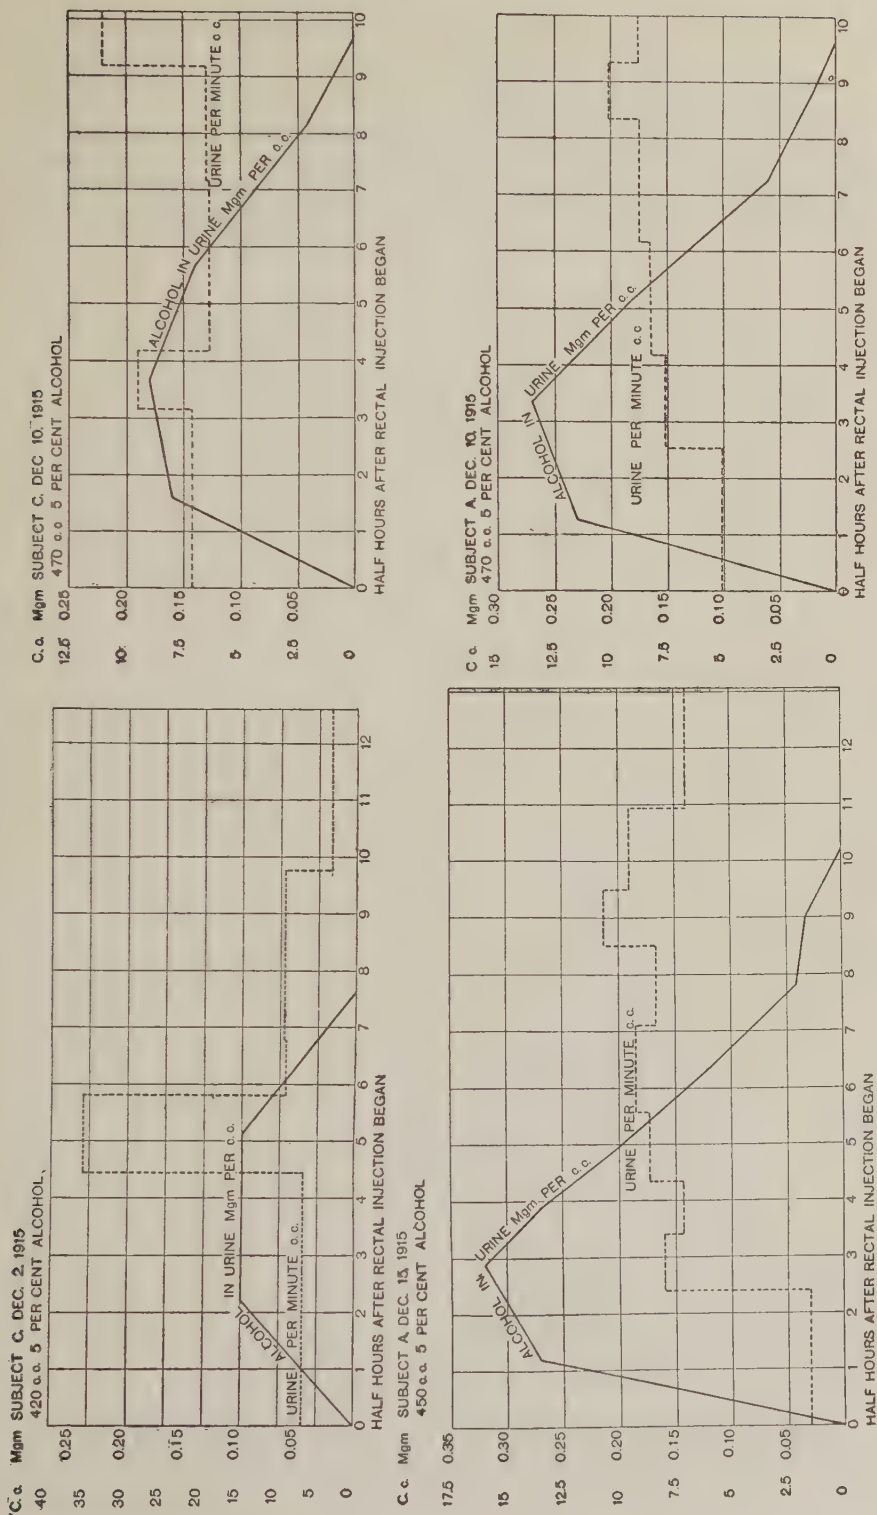 C.c. Mgm SUBJECT C, DEC. 2, 1915
420 c.c. 5 PER CENT ALCOHOL,
40 0.25
35
30 0.20
25 0.15
20
15 0.10
10
5 0.05
0
ALCOHOL IN URINE Mgm PER c.c.
URINE PER MINUTE c.c.
0 1 2 3 4 5 6 7 8 9 10 11 12
HALF HOURS AFTER RECTAL INJECTION BEGAN
C.c. Mgm SUBJECT C, DEC 10, 1915
470 c.c 5 PER CENT ALCOHOL
12.5 0.25
10 0.20
7.5 0.15
5 0.10
2.5 0.05
0
ALCOHOL IN URINE Mgm PER c.c.
URINE PER MINUTE c.c.
0 1 2 3 4 5 6 7 8 9 10
HALF HOURS AFTER RECTAL INJECTION BEGAN
C.c. Mgm SUBJECT A, DEC. 15, 1915
450 c.c 5 PER CENT ALCOHOL
17.5 0.35
15 0.30
12.5 0.25
10 0.20
7.5 0.15
5 0.10
2.5 0.05
0
ALCOHOL IN URINE Mgm PER c.c.
URINE PER MINUTE c.c.
0 1 2 3 4 5 6 7 8 9 10 11 12
HALF HOURS AFTER RECTAL INJECTION BEGAN
C c Mgm SUBJECT A, DEC. 10, 1915
470 c.c. 5 PER CENT ALCOHOL
15 0.30
12.5 0.25
10 0.20
7.5 0.15
5 0.10
2.5 0.05
0
ALCOHOL IN URINE Mgm PER c.c.
URINE PER MINUTE c.c
0 1 2 3 4 5 6 7 8 9 10
HALF HOURS AFTER RECTAL INJECTION BEGAN